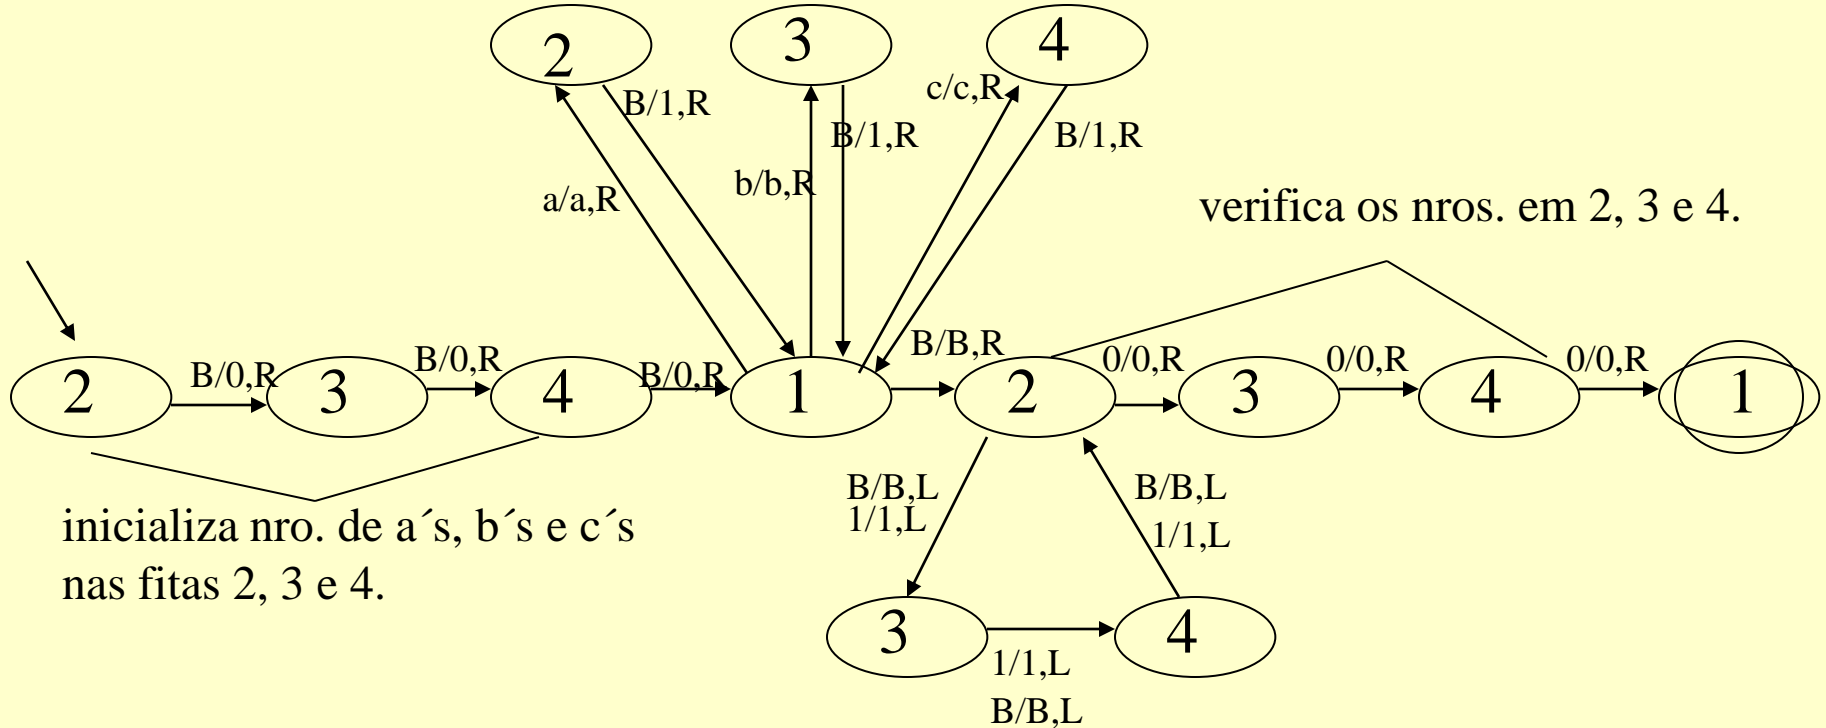 2
3
4
B/1,R
c/c,R
B/1,R
B/1,R
b/b,R
a/a,R
verifica os nros. em 2, 3 e 4.
2
B/0,R
3
B/0,R
4
B/0,R
1
B/B,R
2
0/0,R
3
0/0,R
4
0/0,R
1
B/B,L
1/1,L
B/B,L
1/1,L
inicializa nro. de a´s, b´s e c´s
nas fitas 2, 3 e 4.
3
4
1/1,L
B/B,L